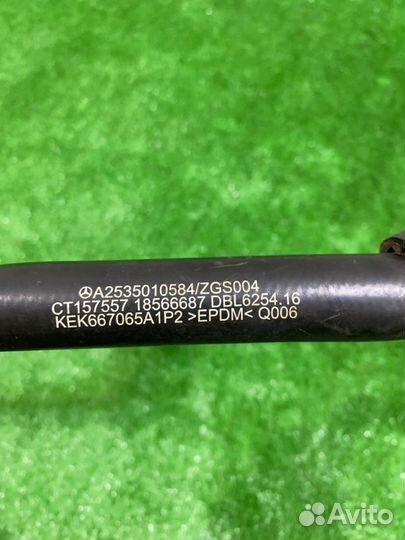 A2535010584/ZGS004
CT157557 18566687 DBL6254.16
KEK667065A1P2 >EPDM< Q006
Avito